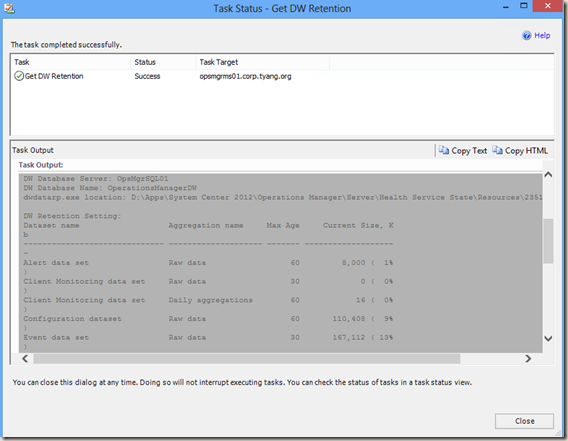 Task Status - Get DW Retention
Help
The task completed successfully.
Task Status Task Target
Get DW Retention Success opsmgrms01.corp.tyang.org
Task Output Copy Text Copy HTML
Task Output:
DW Database Server: OpsMgrSQL01
DW Database Name: OperationsManagerDW
dwdatarp.exe location: D:\Apps\System Center 2012\Operations Manager\Server\Health Service State\Resources\2351
DW Retention Setting:
Dataset name Aggregation name Max Age Current Size, K
b
------------------------------ -------------------- ------- --------------------
-
Alert data set Raw data 60 8,000 ( 1%
)
Client Monitoring data set Raw data 30 0 ( 0%
)
Client Monitoring data set Daily aggregations 60 16 ( 0%
)
Configuration dataset Raw data 60 110,408 ( 9%
)
Event data set Raw data 30 167,112 ( 13%
)
You can close this dialog at any time. Doing so will not interrupt executing tasks. You can check the status of tasks in a task status view.
Close